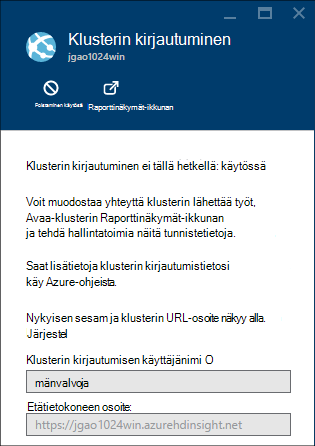 Klusterin kirjautuminen
jgao1024win
Poistaminen käytöstä
Raporttinäkymät-ikkunan
Klusterin kirjautuminen ei tällä hetkellä: käytössä
Voit muodostaa yhteyttä klusterin lähettää työt,
Avaa-klusterin Raporttinäkymät-ikkunan
ja tehdä hallintatoimia näitä tunnistetietoja.
Saat lisätietoja klusterin kirjautumistietosi
käy Azure-ohjeista.
Nykyisen sesam ja klusterin URL-osoite näkyy alla.
Järjestel
Klusterin kirjautumisen käyttäjänimi O
mänvalvoja
Etätietokoneen osoite:
https://jgao1024win.azurehdinsight.net